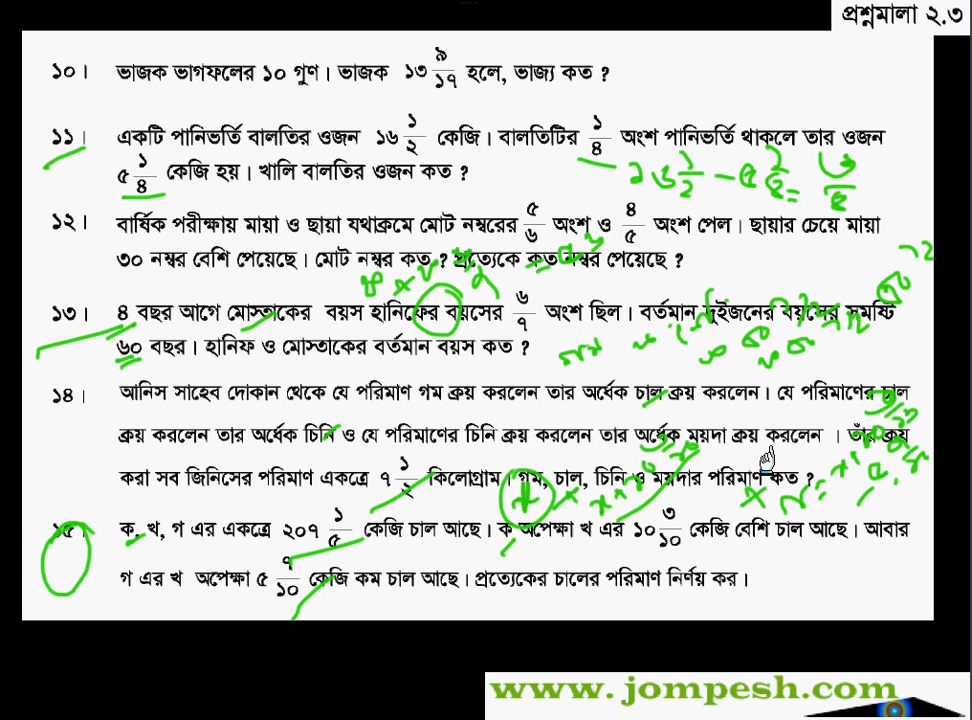 প্রশ্নমালা ২.৩
১০। ভাজক ভাগফলের ১০ গুণ। ভাজক ১৩ ৯/১৭ হলে, ভাজ্য কত ?
১১। একটি পানিভর্তি বালতির ওজন ১৬ ১/২ কেজি। বালতিটির ১/৪ অংশ পানিভর্তি থাকলে তার ওজন
৫ ১/৪ কেজি হয়। খালি বালতির ওজন কত ?
১২। বার্ষিক পরীক্ষায় মায়া ও ছায়া যথাক্রমে মোট নম্বরের ৫/৬ অংশ ও ৪/৫ অংশ পেল। ছায়ার চেয়ে মায়া
৩০ নম্বর বেশি পেয়েছে। মোট নম্বর কত ? প্রত্যেকে কত নম্বর পেয়েছে ?
১৩। ৪ বছর আগে মোস্তাকের বয়স হানিফের বয়সের ৬/৭ অংশ ছিল। বর্তমান দুইজনের বয়সের সমষ্টি
৬০ বছর। হানিফ ও মোস্তাকের বর্তমান বয়স কত ?
১৪। আনিস সাহেব দোকান থেকে যে পরিমাণ গম ক্রয় করলেন তার অর্ধেক চাল ক্রয় করলেন। যে পরিমাণের চাল
ক্রয় করলেন তার অর্ধেক চিনি ও যে পরিমাণের চিনি ক্রয় করলেন তার অর্ধেক ময়দা ক্রয় করলেন । তাঁর ক্রয়
করা সব জিনিসের পরিমাণ একত্রে ৭ ১/২ কিলোগ্রাম। গম, চাল, চিনি ও ময়দার পরিমাণ কত ?
১৫। ক, খ, গ এর একত্রে ২০৭ ১/৫ কেজি চাল আছে। ক অপেক্ষা খ এর ১০ ৩/১০ কেজি বেশি চাল আছে। আবার
গ এর খ অপেক্ষা ৫ ৭/১০ কেজি কম চাল আছে। প্রত্যেকের চালের পরিমাণ নির্ণয় কর।
www. jompesh.com